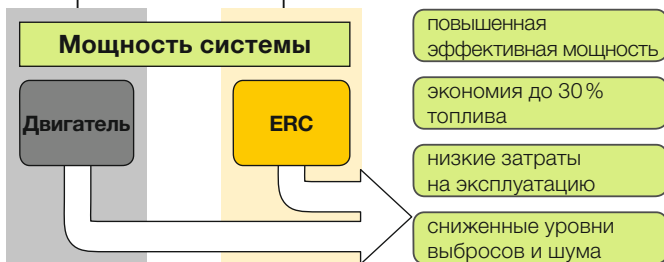 Мощность системы
Двигатель
ERC
повышенная
эффективная мощность
экономия до 30 %
топлива
низкие затраты
на эксплуатацию
сниженные уровни
выбросов и шума